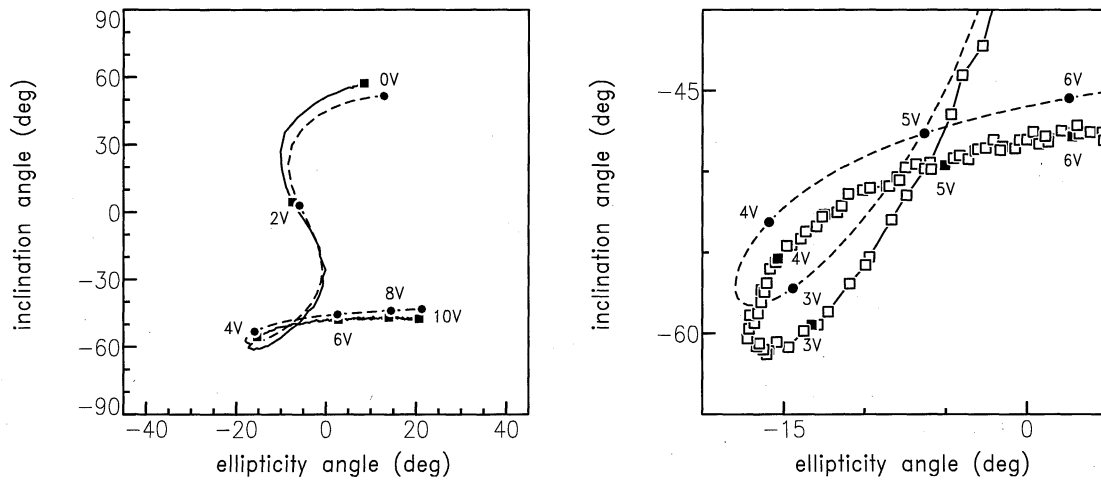 90
60
30
0
−30
−60
−90
inclination angle (deg)
0V
2V
4V
6V
8V
10V
−40
−20
0
20
40
ellipticity angle (deg)
−45
−60
inclination angle (deg)
6V
5V
4V
6V
5V
4V
3V
3V
−15
0
ellipticity angle (deg)